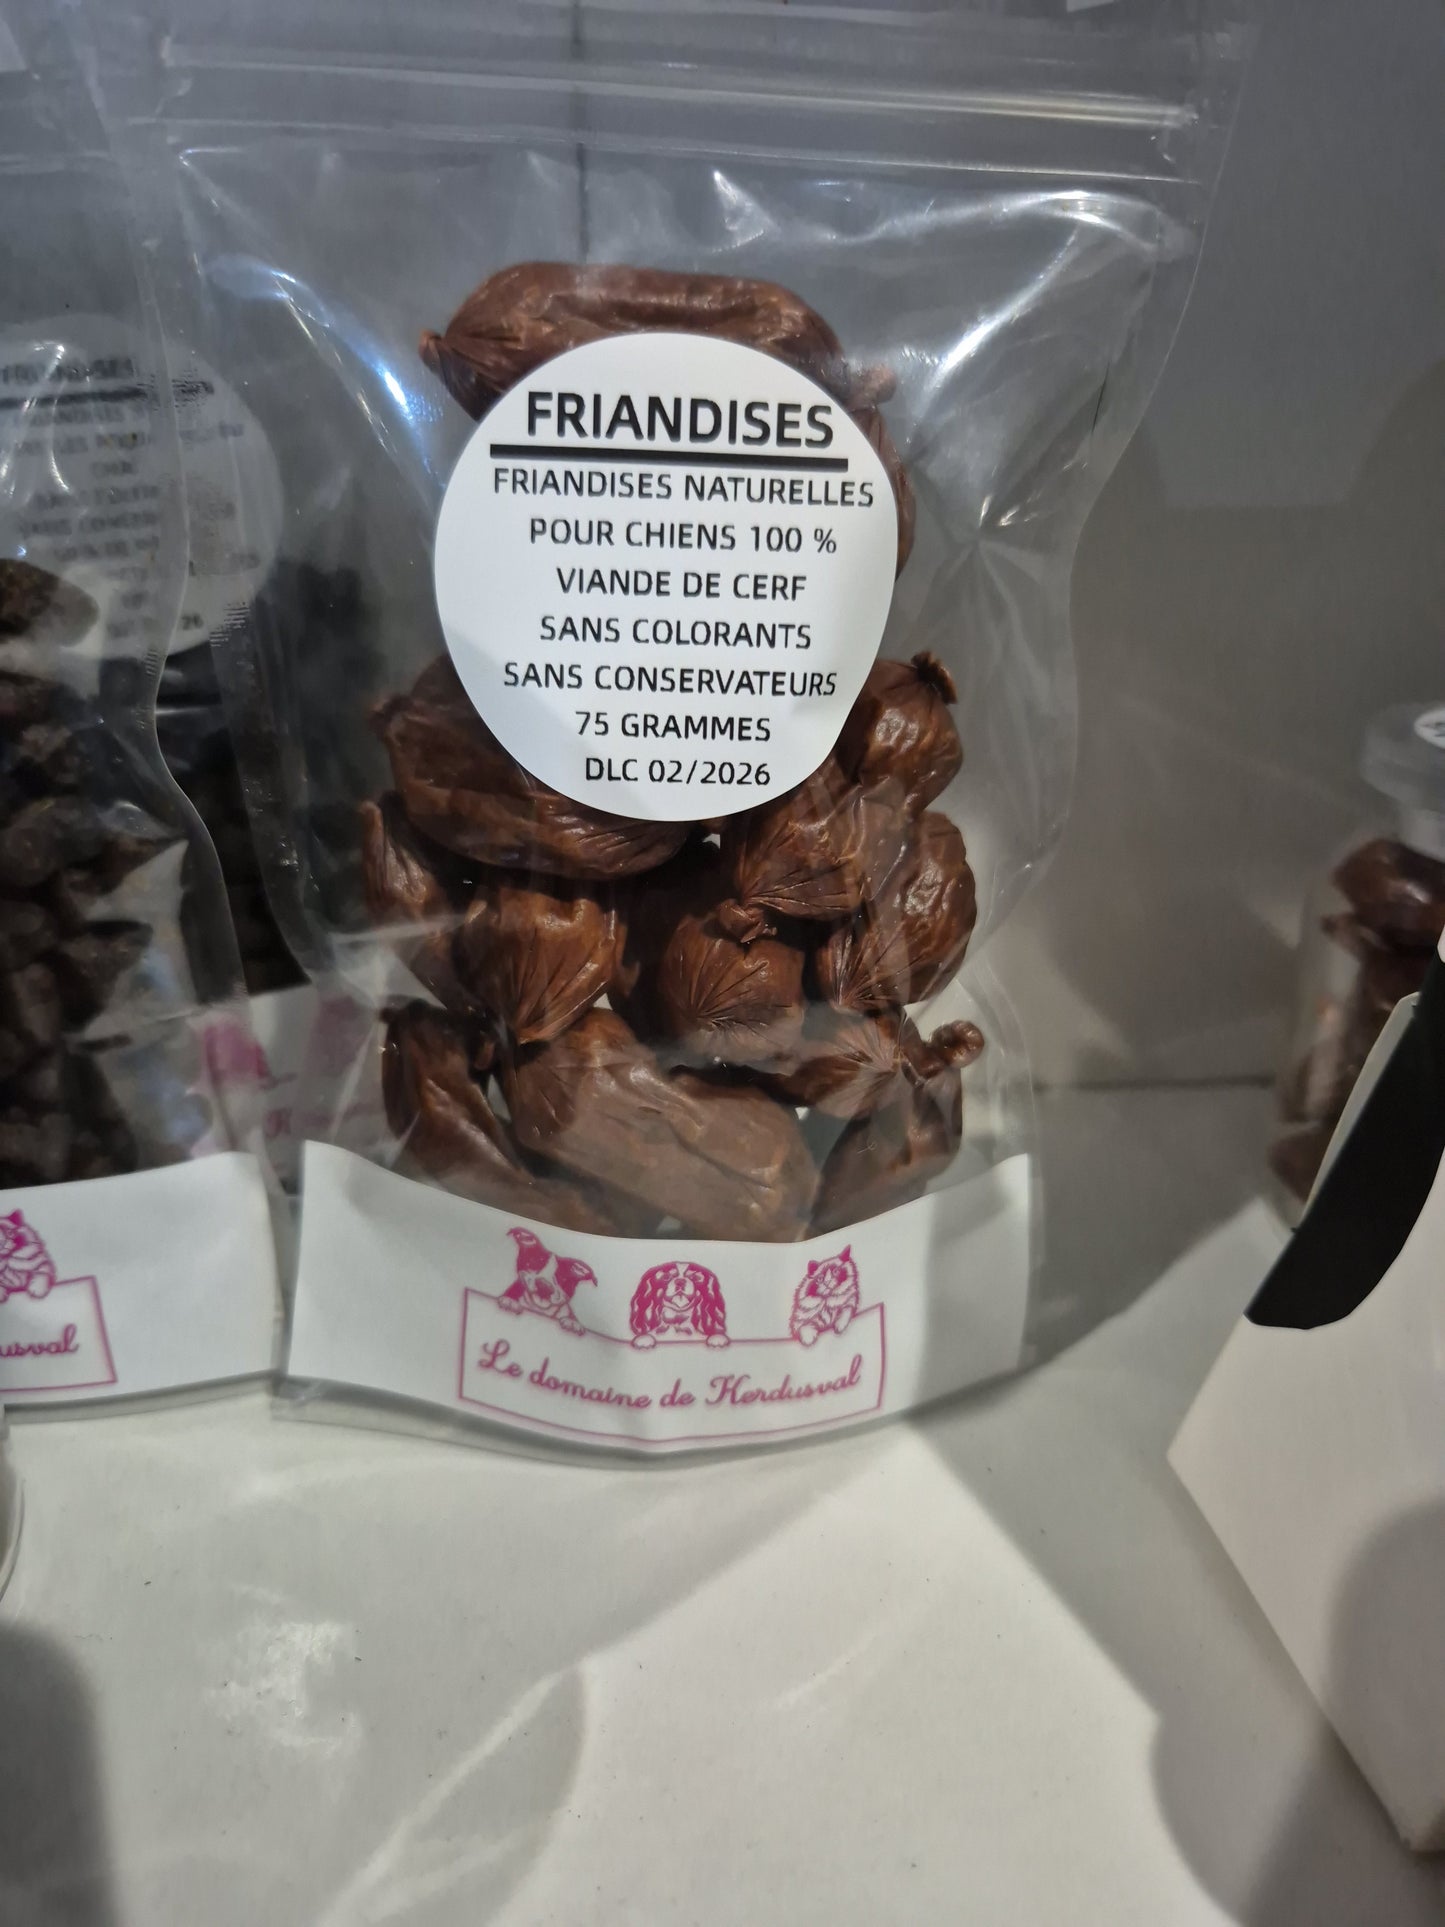 FRIANDISES
FRIANDISES NATURELLES
POUR CHIENS 100 %
VIANDE DE CERF
SANS COLORANTS
SANS CONSERVATEURS
75 GRAMMES
DLC 02/2026
Le domaine de Kerdusval